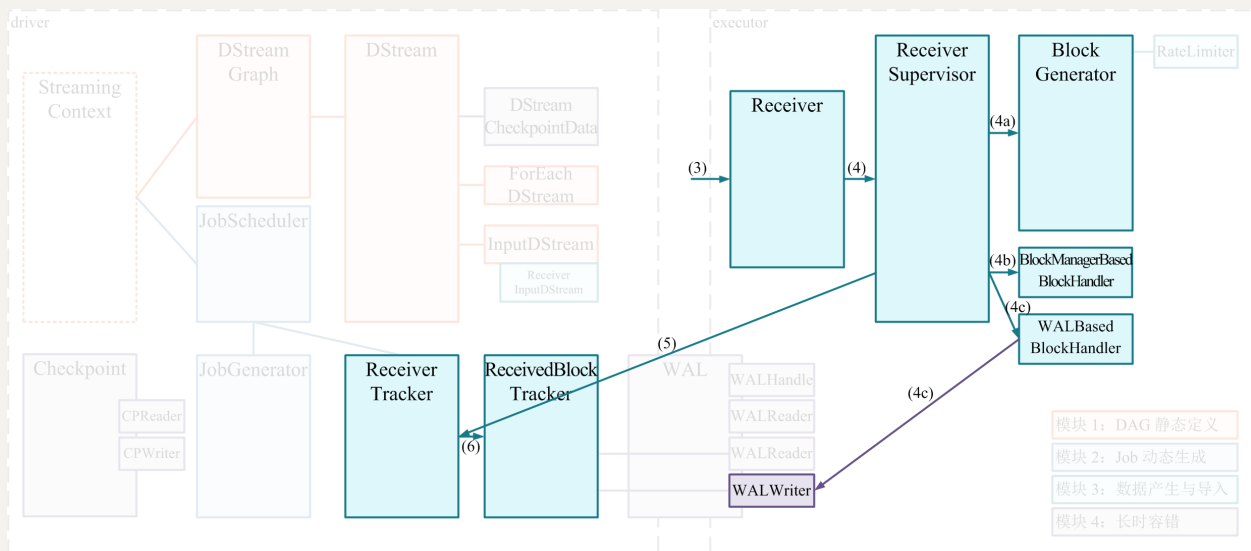 driver
executor
DStream
Graph
DStream
Streaming
Context
DStream
CheckpointData
ForEach
DStream
InputDStream
Receiver
InputDStream
JobScheduler
Checkpoint
CPReader
CPWriter
JobGenerator
Receiver
Tracker
(6)
ReceivedBlock
Tracker
(5)
WAL
WALHandle
WALReader
WALReader
WALWriter
(3)
Receiver
(4)
Receiver
Supervisor
(4a)
Block
Generator
RateLimiter
(4b)
BlockManagerBased
BlockHandler
(4c)
WALBased
BlockHandler
(4c)
模块 1：DAG 静态定义
模块 2：Job 动态生成
模块 3：数据产生与导入
模块 4：长时容错